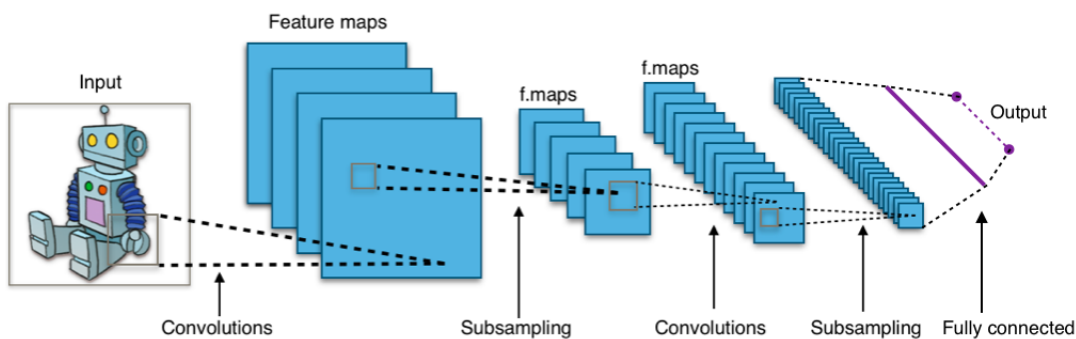 Feature maps
Input
f.maps
f.maps
Output
Convolutions
Subsampling
Convolutions
Subsampling
Fully connected